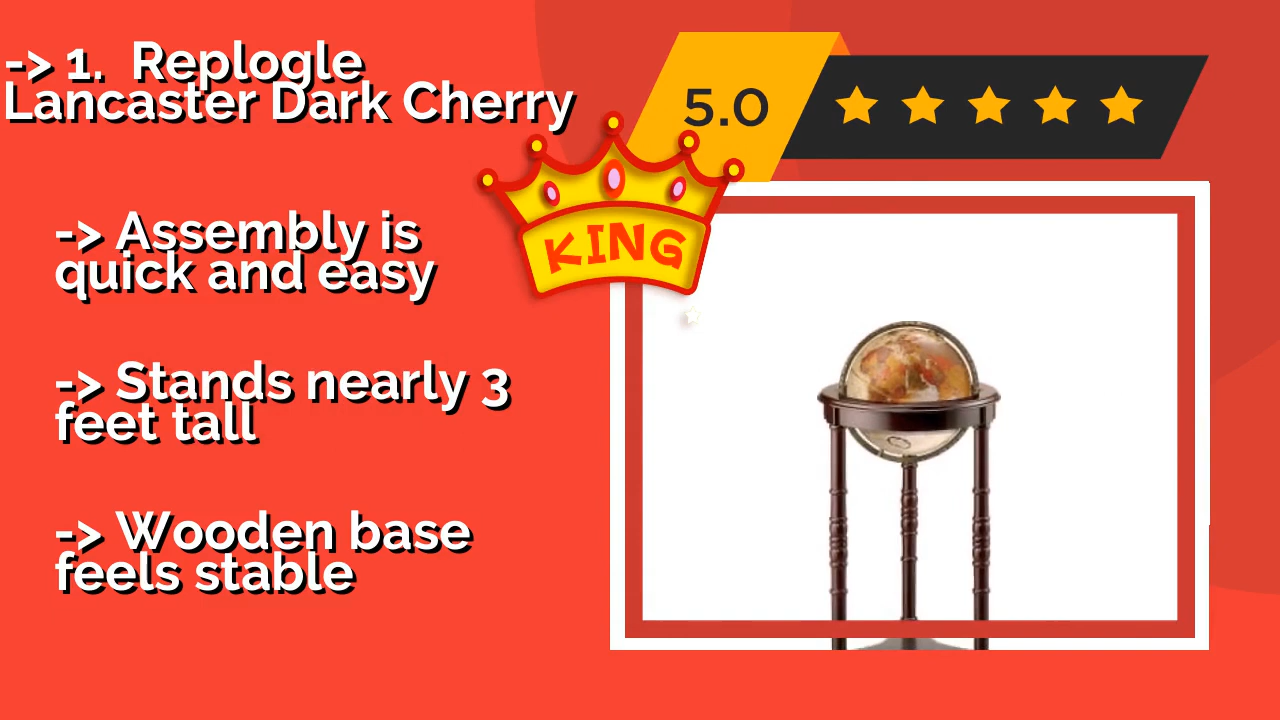 -> 1.  Replogle
Lancaster Dark Cherry
5.0
KING
-> Assembly is
quick and easy
-> Stands nearly 3
feet tall
-> Wooden base
feels stable